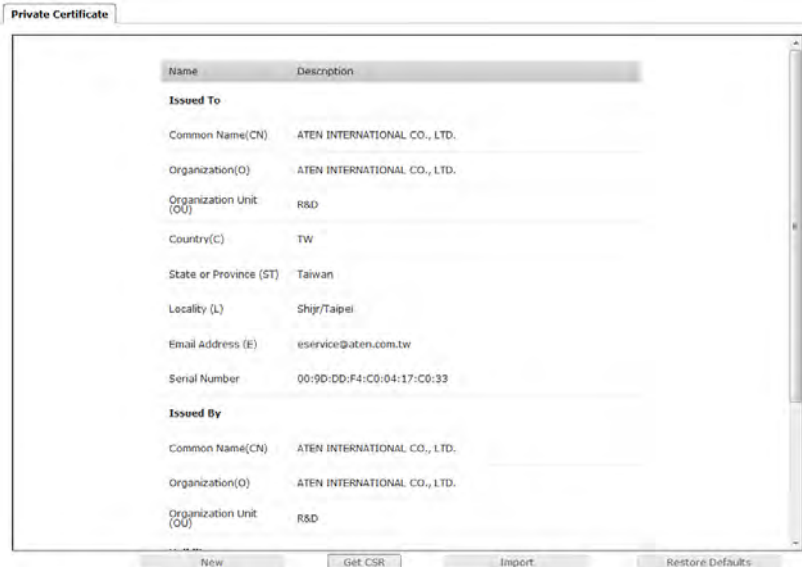 Private Certificate
Name Description
Issued To
Common Name(CN) ATEN INTERNATIONAL CO., LTD.
Organization(O) ATEN INTERNATIONAL CO., LTD.
Organization Unit
(OU) R&D
Country(C) TW
State or Province (ST) Taiwan
Locality (L) Shijr/Taipei
Email Address (E) eservice@aten.com.tw
Serial Number 00:9D:DD:F4:C0:04:17:C0:33
Issued By
Common Name(CN) ATEN INTERNATIONAL CO., LTD.
Organization(O) ATEN INTERNATIONAL CO., LTD.
Organization Unit
(OU) R&D
New Get CSR Import Restore Defaults